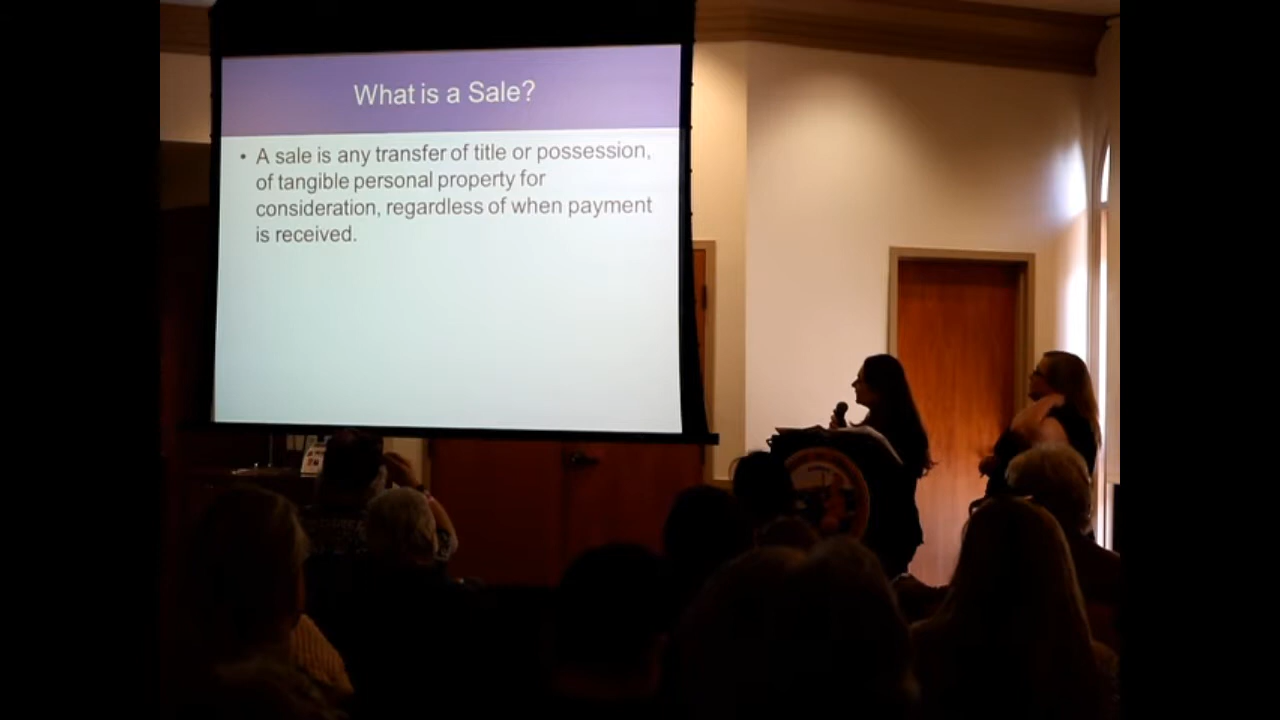 What is a Sale?
• A sale is any transfer of title or possession,
of tangible personal property for
consideration, regardless of when payment
is received.